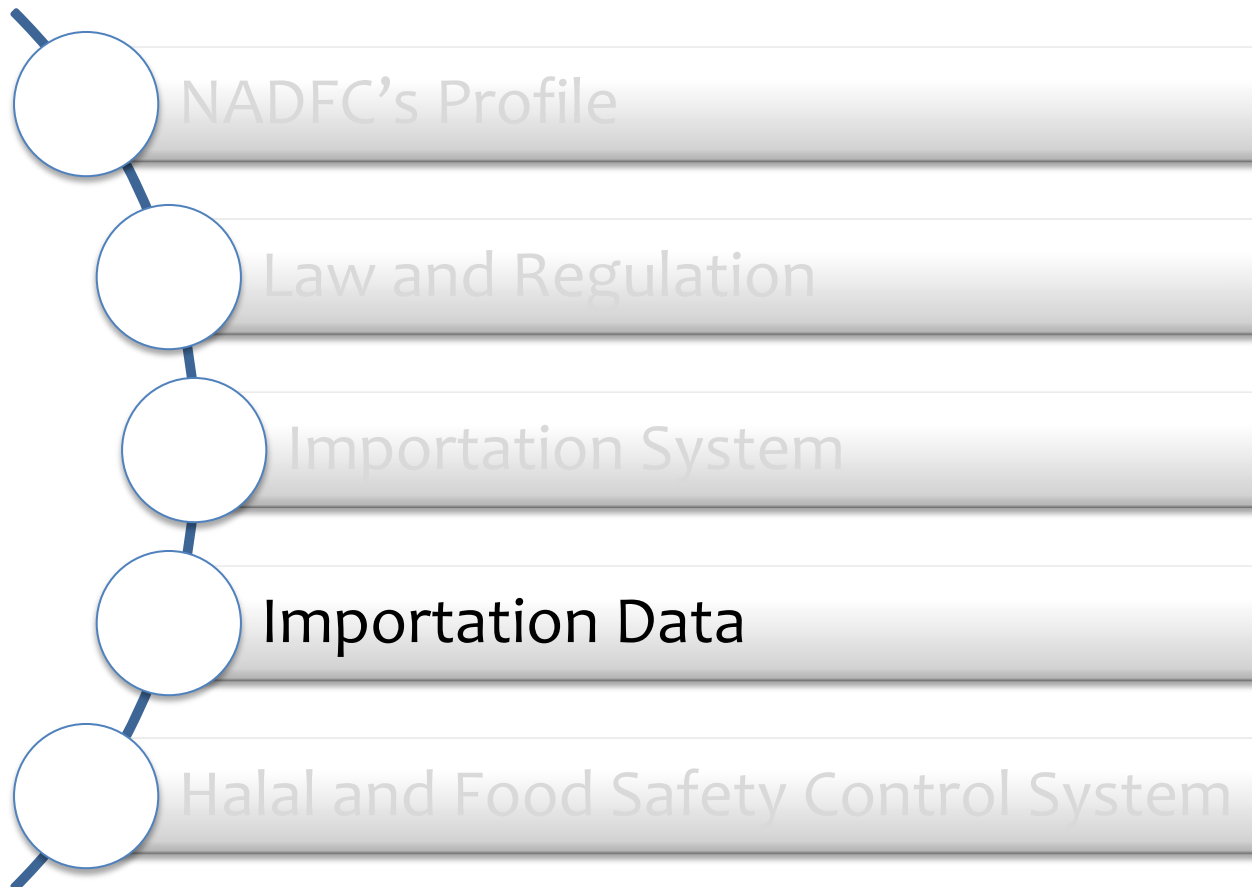 NADFC’s Profile
Law and Regulation
Importation System
Importation Data
Halal and Food Safety Control System